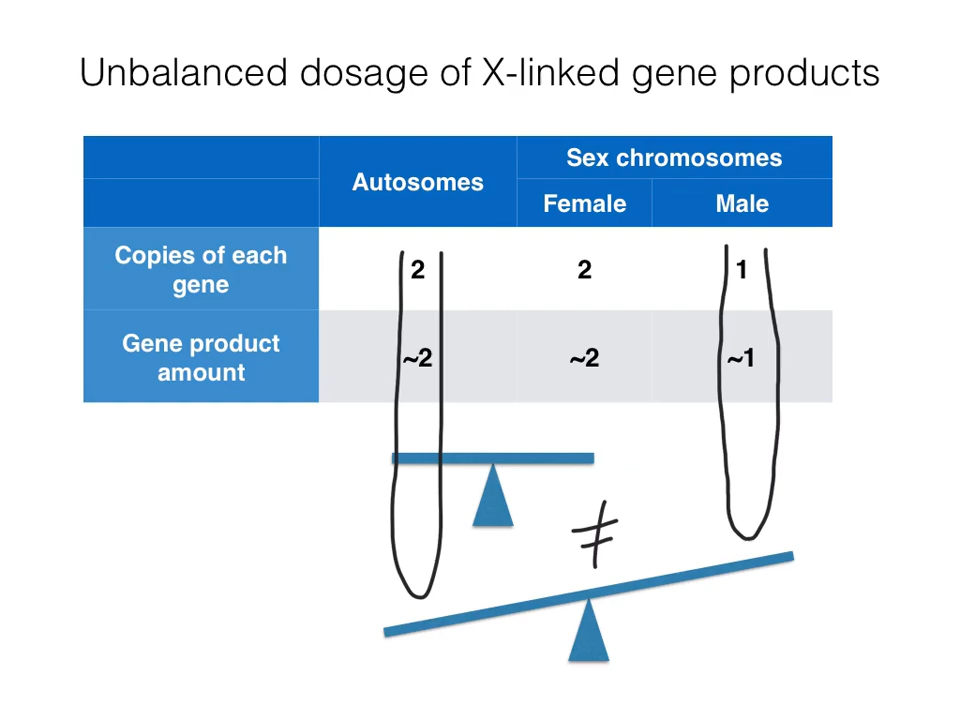 Unbalanced dosage of X-linked gene products
Sex chromosomes
Autosomes
Female Male
Copies of each
gene
2 2 1
Gene product
amount
~2 ~2 ~1
≠